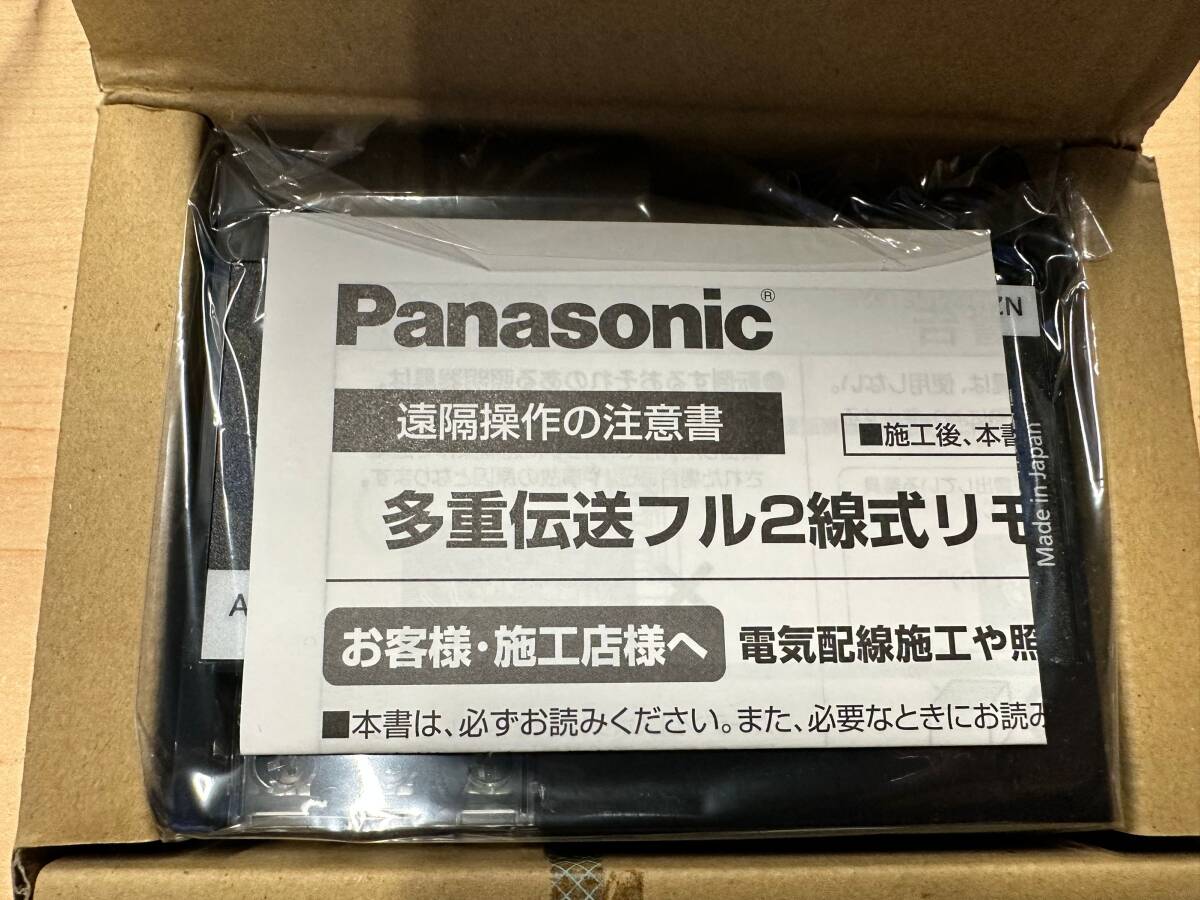 Panasonic®
遠隔操作の注意書
■施工後、本書
多重伝送フル2線式リモ
お客様・施工店様へ 電気配線施工や照
■本書は、必ずお読みください。また、必要なときにお読み
Made in Japan
A